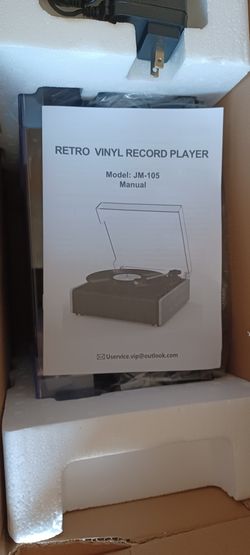 RETRO VINYL RECORD PLAYER
Model: JM-105
Manual
Uservice.vip@outlook.com